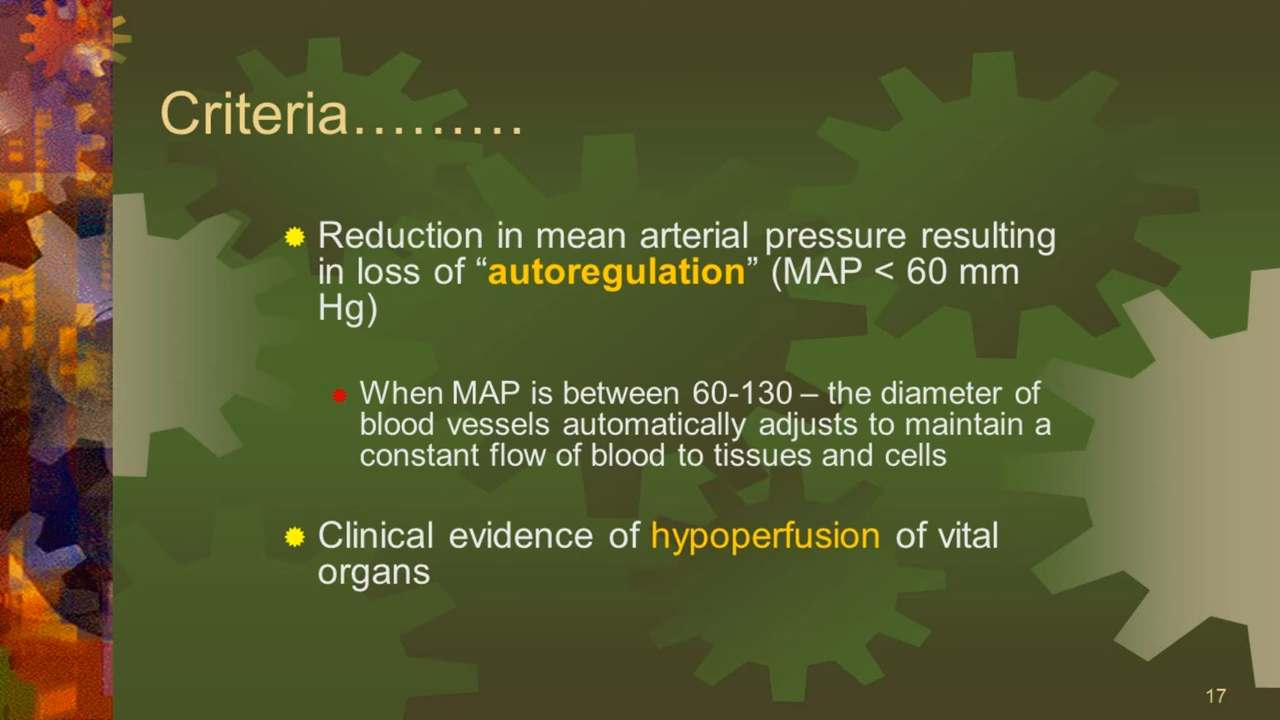 Criteria………
Reduction in mean arterial pressure resulting
in loss of “autoregulation” (MAP < 60 mm
Hg)
When MAP is between 60-130 – the diameter of
blood vessels automatically adjusts to maintain a
constant flow of blood to tissues and cells
Clinical evidence of hypoperfusion of vital
organs
17